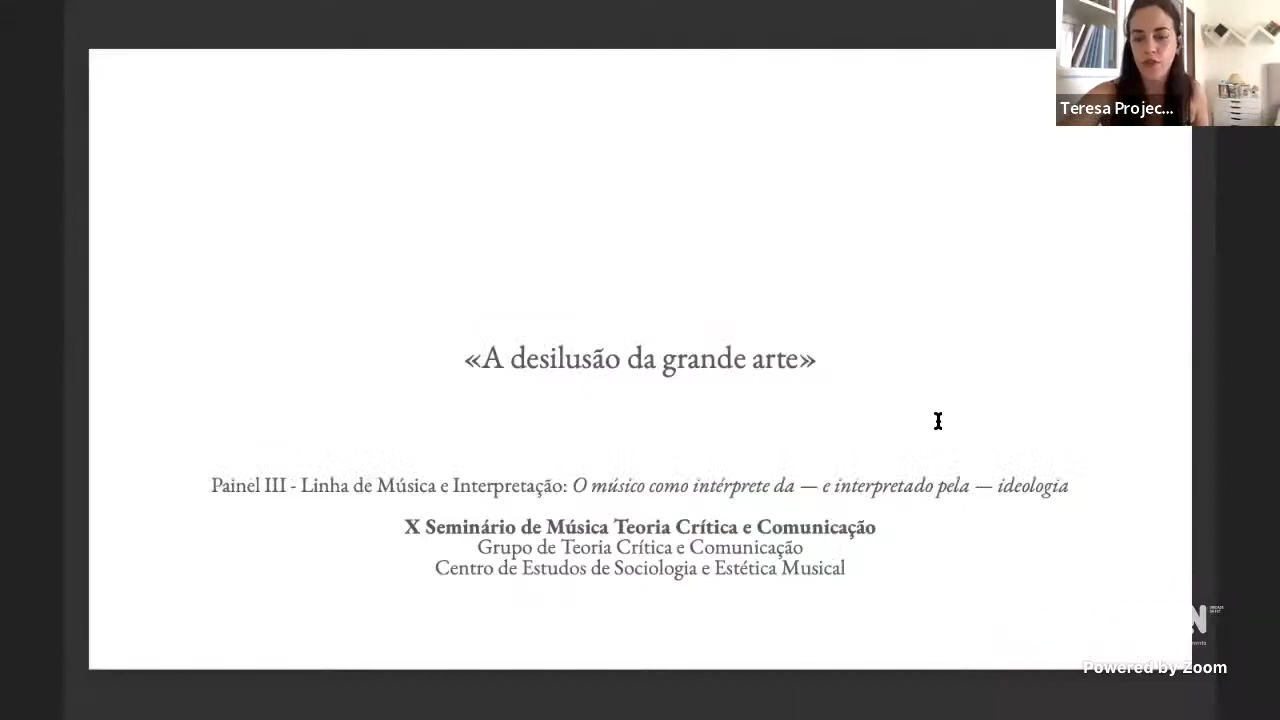 Teresa Projec...
«A desilusão da grande arte»
Painel III - Linha de Música e Interpretação: O músico como intérprete da — e interpretado pela — ideologia
X Seminário de Música Teoria Crítica e Comunicação
Grupo de Teoria Crítica e Comunicação
Centro de Estudos de Sociologia e Estética Musical
N
Powered by Zoom